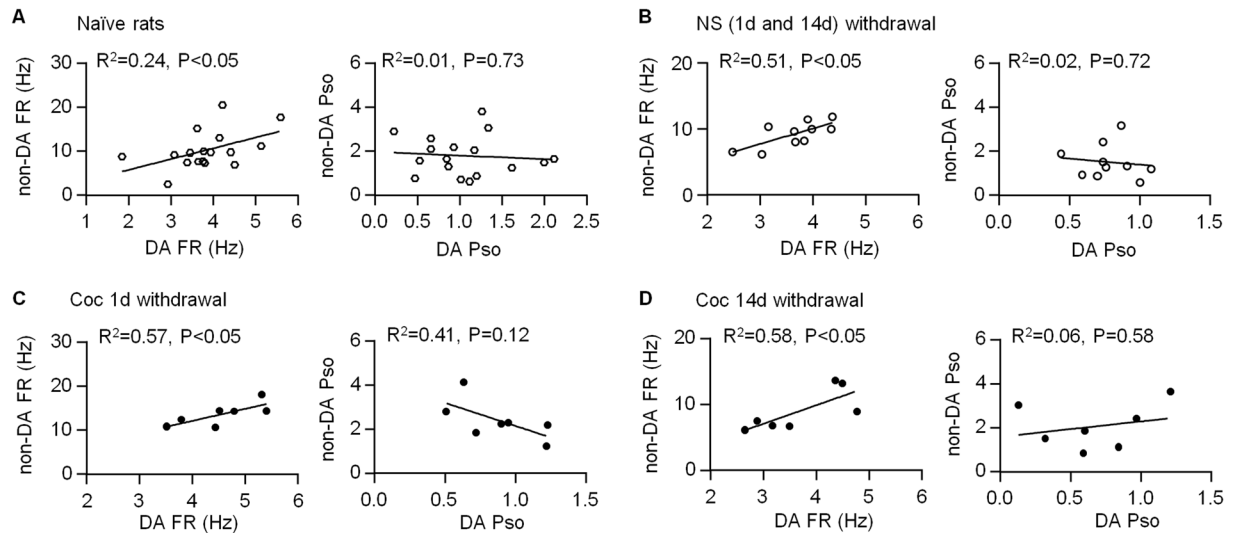 A Naïve rats
R²=0.24, P<0.05
non-DA FR (Hz)
30
20
10
0
1 2 3 4 5 6
DA FR (Hz)
R²=0.01, P=0.73
non-DA Pso
6
4
2
0
0.0 0.5 1.0 1.5 2.0 2.5
DA Pso
B NS (1d and 14d) withdrawal
R²=0.51, P<0.05
non-DA FR (Hz)
20
10
0
2 3 4 5 6
DA FR (Hz)
R²=0.02, P=0.72
non-DA Pso
6
4
2
0
0.0 0.5 1.0 1.5
DA Pso
C Coc 1d withdrawal
R²=0.57, P<0.05
non-DA FR (Hz)
30
20
10
0
2 3 4 5 6
DA FR (Hz)
R²=0.41, P=0.12
non-DA Pso
6
4
2
0
0.0 0.5 1.0 1.5
DA Pso
D Coc 14d withdrawal
R²=0.58, P<0.05
non-DA FR (Hz)
20
10
0
2 3 4 5 6
DA FR (Hz)
R²=0.06, P=0.58
non-DA Pso
6
4
2
0
0.0 0.5 1.0 1.5
DA Pso